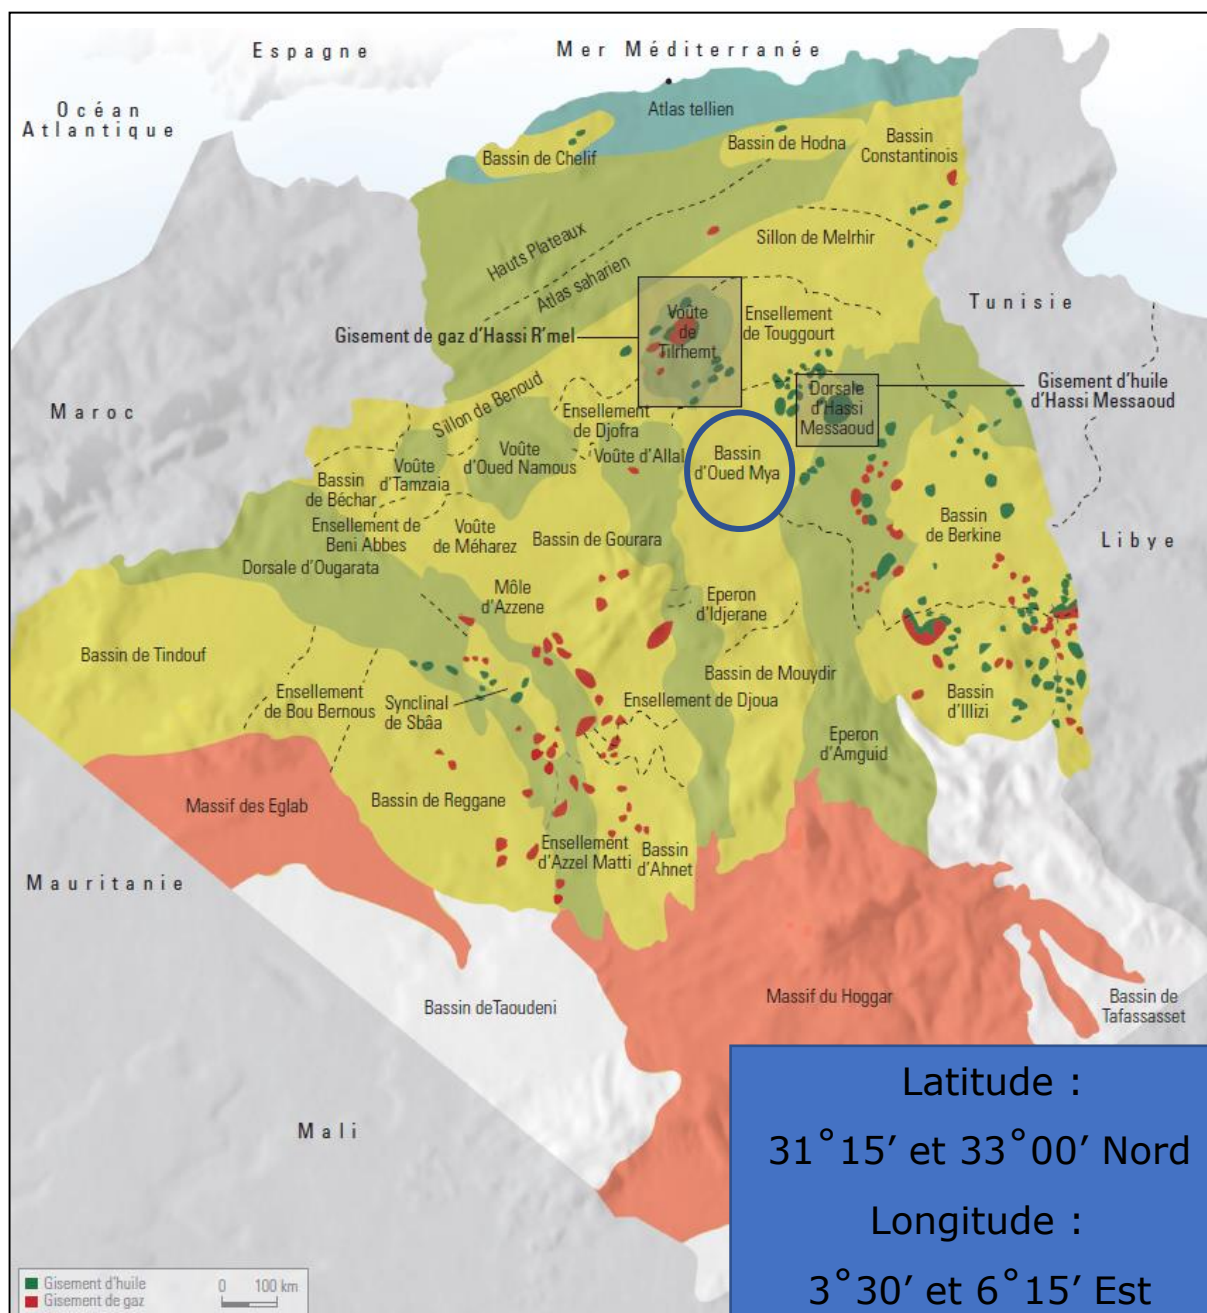 Espagne
Mer Méditerranée
Océan
Atlantique
Atlas tellien
Bassin de Chelif
Bassin de Hodna
Bassin
Constantinois
Hauts Plateaux
Atlas saharien
Sillon de Melrhir
Tunisie
Gisement de gaz d'Hassi R'mel
Voûte
de
Tilrhemt
Ensellement
de Touggourt
Maroc
Sillon de Benoud
Ensellement
de Djofra
Dorsale
d'Hassi
Messaoud
Gisement d'huile
d'Hassi Messaoud
Bassin
de Béchar
Voûte
d'Tamzaia
Voûte
d'Oued Namous
Voûte d'Allal
Bassin
d'Oued Mya
Ensellement de
Beni Abbes
Voûte
de Méharez
Bassin de Gourara
Bassin
de Berkine
Libye
Dorsale d'Ougarata
Môle
d'Azzene
Eperon
d'Idjerane
Bassin de Tindouf
Ensellement
de Bou Bernous
Synclinal
de Sbâa
Bassin de Mouydir
Ensellement de Djoua
Bassin
d'Illizi
Eperon
d'Amguid
Massif des Eglab
Bassin de Reggane
Ensellement
d'Azzel Matti
Bassin
d'Ahnet
Mauritanie
Bassin deTaoudeni
Massif du Hoggar
Bassin de
Tafassasset
Mali
Latitude :
31°15′ et 33°00′ Nord
Longitude :
3°30′ et 6°15′ Est
Gisement d'huile
Gisement de gaz
0 100 km